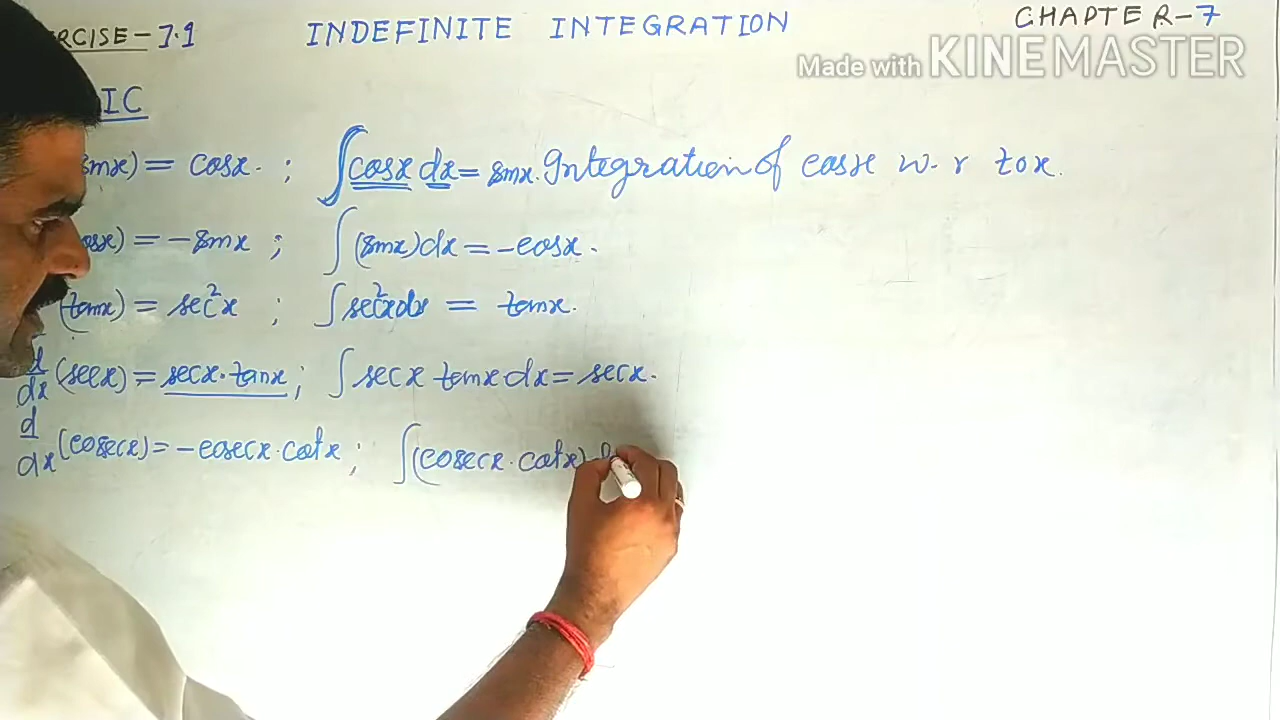 ERCISE-7.1 INDEFINITE INTEGRATION CHAPTER-7
Made with KINEMASTER
IC
sinx) = cosx. ; ∫cosx dx = sinx. Integration of cosx w.r to x.
osx) = -sinx ; ∫(sinx)dx = -cosx.
(tanx) = sec²x ; ∫sec²xdx = tanx.
d/dx (secx) = secx·tanx ; ∫secx tanx dx = secx.
d/dx (cosecx) = -cosecx·cotx ; ∫(cosecx·cotx)